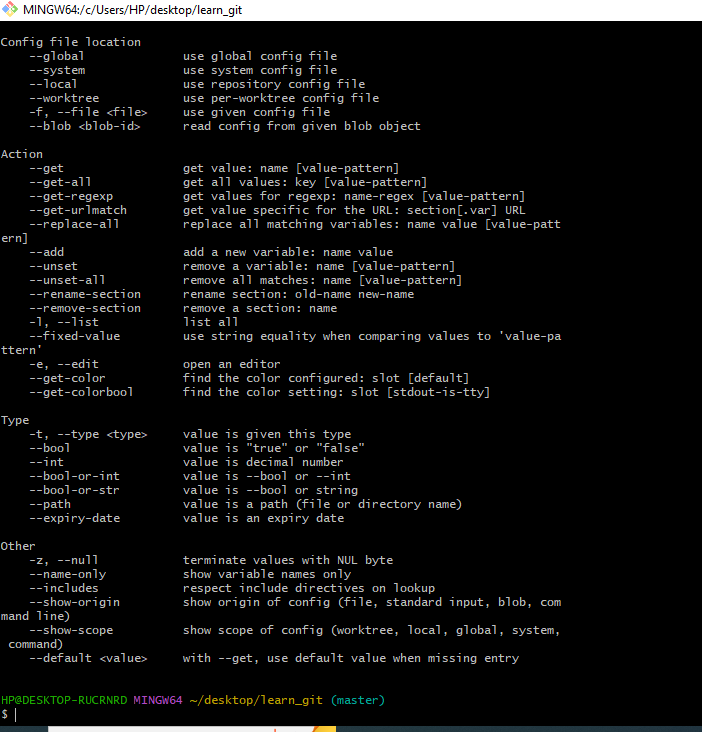 MINGW64:/c/Users/HP/desktop/learn_git
Config file location
    --global              use global config file
    --system              use system config file
    --local               use repository config file
    --worktree            use per-worktree config file
    -f, --file <file>     use given config file
    --blob <blob-id>      read config from given blob object
Action
    --get                 get value: name [value-pattern]
    --get-all             get all values: key [value-pattern]
    --get-regexp          get values for regexp: name-regex [value-pattern]
    --get-urlmatch        get value specific for the URL: section[.var] URL
    --replace-all         replace all matching variables: name value [value-patt
ern]
    --add                 add a new variable: name value
    --unset               remove a variable: name [value-pattern]
    --unset-all           remove all matches: name [value-pattern]
    --rename-section      rename section: old-name new-name
    --remove-section      remove a section: name
    -l, --list            list all
    --fixed-value         use string equality when comparing values to 'value-pa
ttern'
    -e, --edit            open an editor
    --get-color           find the color configured: slot [default]
    --get-colorbool       find the color setting: slot [stdout-is-tty]
Type
    -t, --type <type>     value is given this type
    --bool                value is "true" or "false"
    --int                 value is decimal number
    --bool-or-int         value is --bool or --int
    --bool-or-str         value is --bool or string
    --path                value is a path (file or directory name)
    --expiry-date         value is an expiry date
Other
    -z, --null            terminate values with NUL byte
    --name-only           show variable names only
    --includes            respect include directives on lookup
    --show-origin         show origin of config (file, standard input, blob, com
mand line)
    --show-scope          show scope of config (worktree, local, global, system,
 command)
    --default <value>     with --get, use default value when missing entry
HP@DESKTOP-RUCRNRD MINGW64 ~/desktop/learn_git (master)
$